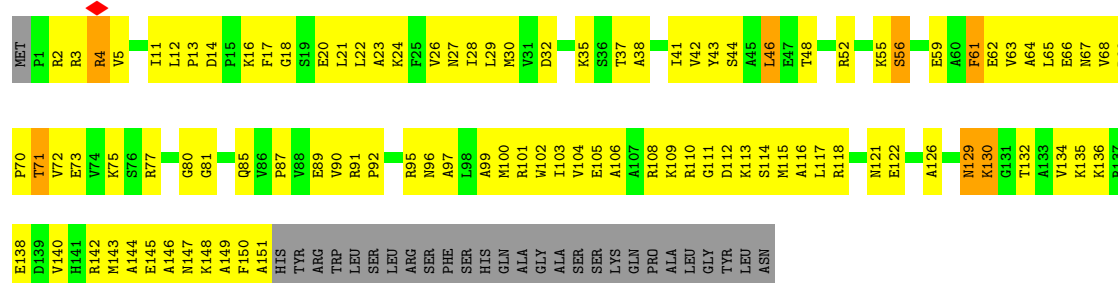 MET P1 R2 R3 R4 V5 I11 L12 P13 D14 P15 K16 F17 G18 S19 E20 L21 L22 A23 K24 F25 V26 N27 I28 L29 M30 V31 D32 K35 S36 T37 A38 I41 V42 Y43 S44 A45 L46 E47 T48 R52 K55 S56 E59 A60 F61 E62 V63 A64 L65 E66 N67 V68
P70 T71 V72 E73 V74 K75 S76 R77 G80 G81 Q85 V86 P87 V88 E89 V90 R91 P92 R95 N96 A97 L98 A99 M100 R101 W102 I103 V104 E105 A106 A107 R108 K109 R110 G111 D112 K113 S114 M115 A116 L117 R118 N121 E122 A126 N129 K130 G131 T132 A133 V134 K135 K136 R137
E138 D139 V140 H141 R142 M143 A144 E145 A146 N147 K148 A149 F150 A151 HIS TYR ARG TRP LEU SER LEU ARG SER PHE SER HIS GLN ALA GLY ALA ALA SER SER LYS GLN PRO ALA LEU GLY TYR LEU ASN